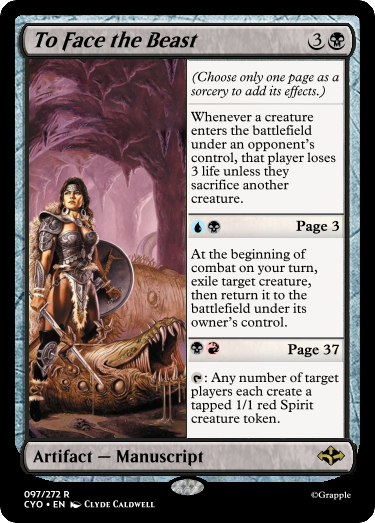 To Face the Beast 3
(Choose only one page as a
sorcery to add its effects.)
Whenever a creature
enters the battlefield
under an opponent's
control, that player loses
3 life unless they
sacrifice another
creature.
Page 3
At the beginning of
combat on your turn,
exile target creature,
then return it to the
battlefield under its
owner's control.
Page 37
: Any number of target
players each create a
tapped 1/1 red Spirit
creature token.
Artifact — Manuscript
097/272 R
CYO • EN CLYDE CALDWELL
©Grapple